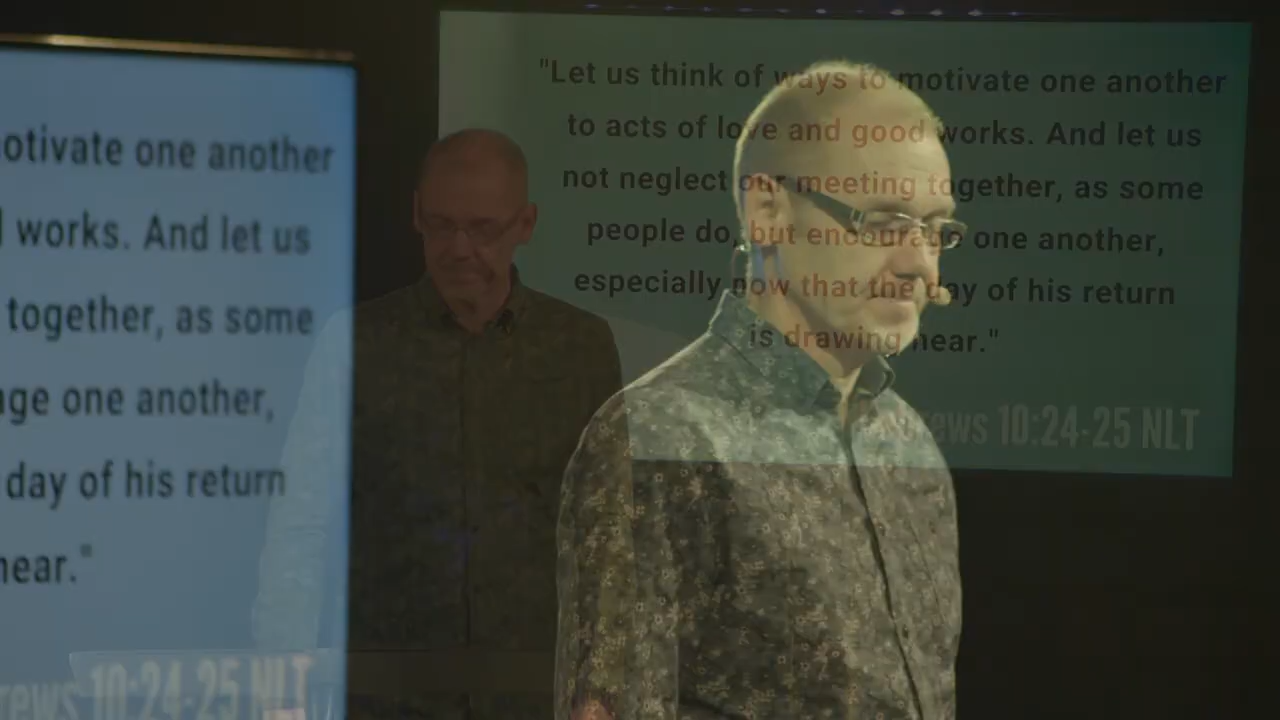 "Let us think of ways to motivate one another
to acts of love and good works. And let us
not neglect our meeting together, as some
people do, but encourage one another,
especially now that the day of his return
is drawing near."
Hebrews 10:24-25 NLT
otivate one another
works. And let us
together, as some
ge one another,
day of his return
near."
rews 10:24-25 NLT